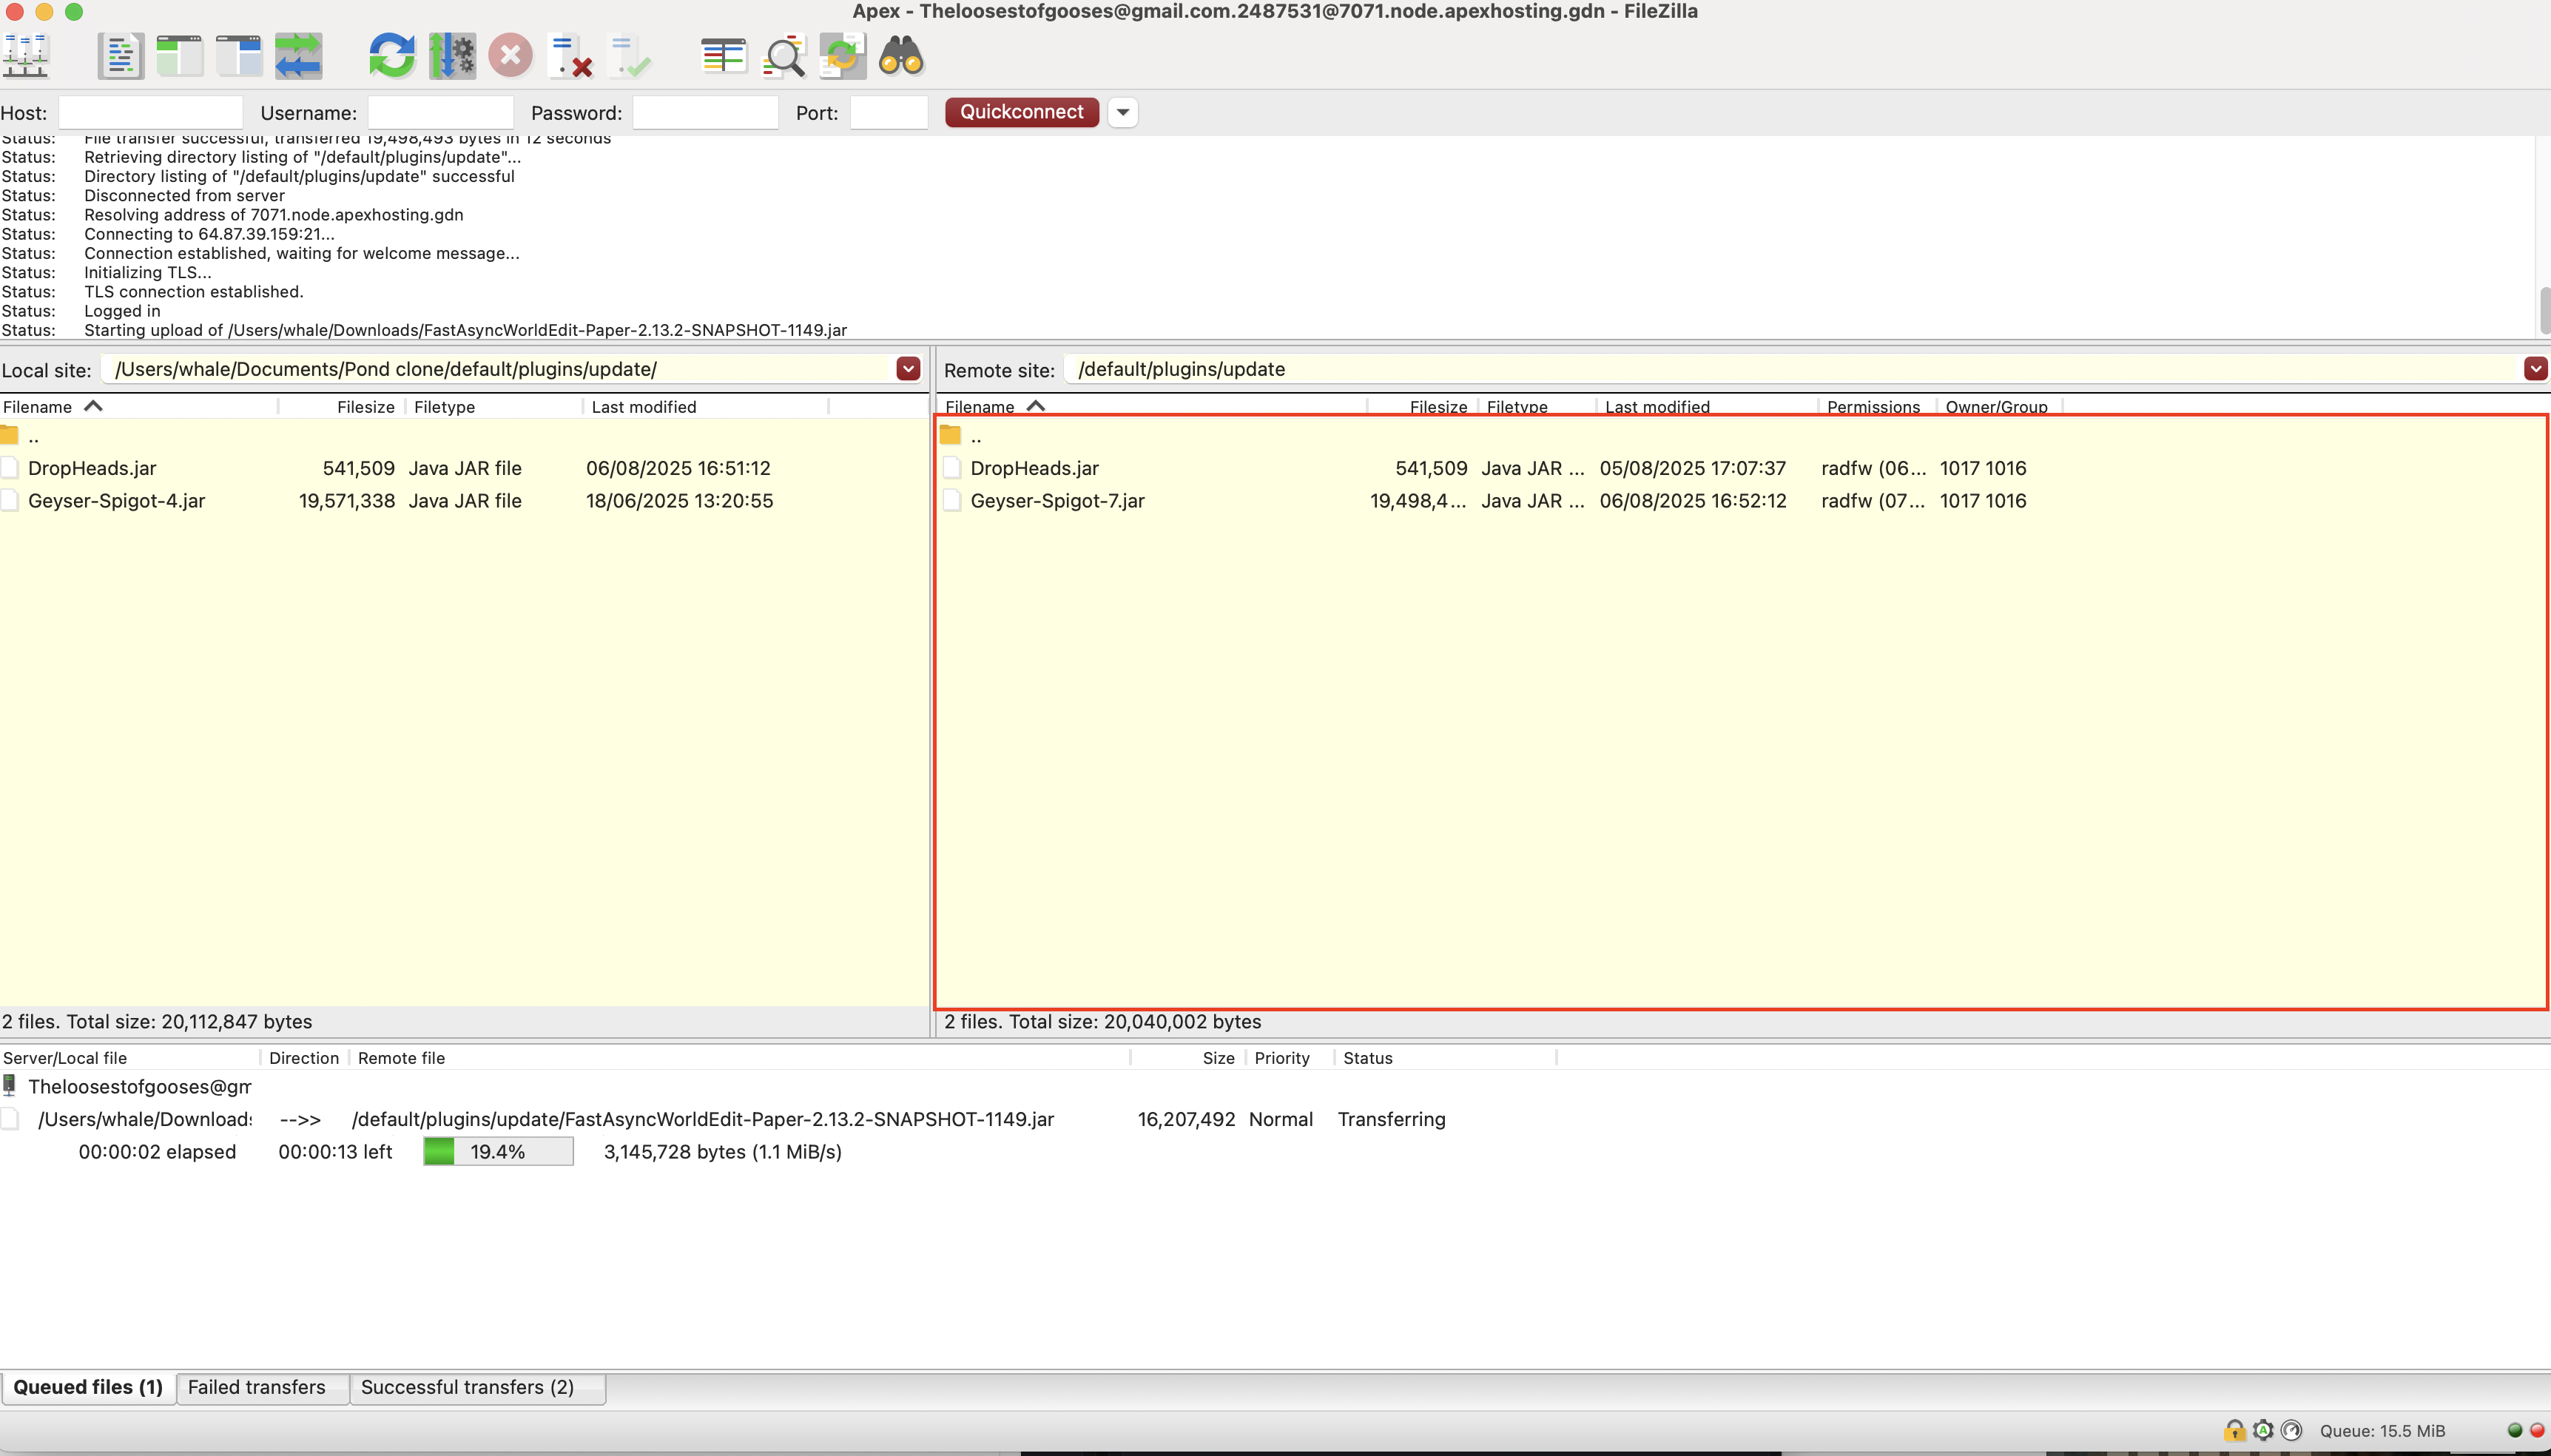 Apex - Theloosestofgooses@gmail.com.2487531@7071.node.apexhosting.gdn - FileZilla
Host: Username: Password: Port: Quickconnect
Status: File transfer successful, transferred 19,498,493 bytes in 12 seconds
Status: Retrieving directory listing of "/default/plugins/update"...
Status: Directory listing of "/default/plugins/update" successful
Status: Disconnected from server
Status: Resolving address of 7071.node.apexhosting.gdn
Status: Connecting to 64.87.39.159:21...
Status: Connection established, waiting for welcome message...
Status: Initializing TLS...
Status: TLS connection established.
Status: Logged in
Status: Starting upload of /Users/whale/Downloads/FastAsyncWorldEdit-Paper-2.13.2-SNAPSHOT-1149.jar
Local site: /Users/whale/Documents/Pond clone/default/plugins/update/
Filename Filesize Filetype Last modified
..
DropHeads.jar 541,509 Java JAR file 06/08/2025 16:51:12
Geyser-Spigot-4.jar 19,571,338 Java JAR file 18/06/2025 13:20:55
2 files. Total size: 20,112,847 bytes
Remote site: /default/plugins/update
Filename Filesize Filetype Last modified Permissions Owner/Group
..
DropHeads.jar 541,509 Java JAR ... 05/08/2025 17:07:37 radfw (06... 1017 1016
Geyser-Spigot-7.jar 19,498,4... Java JAR ... 06/08/2025 16:52:12 radfw (07... 1017 1016
2 files. Total size: 20,040,002 bytes
Server/Local file Direction Remote file Size Priority Status
Theloosestofgooses@gm
/Users/whale/Downloads -->> /default/plugins/update/FastAsyncWorldEdit-Paper-2.13.2-SNAPSHOT-1149.jar 16,207,492 Normal Transferring
00:00:02 elapsed 00:00:13 left 19.4% 3,145,728 bytes (1.1 MiB/s)
Queued files (1) Failed transfers Successful transfers (2)
Queue: 15.5 MiB